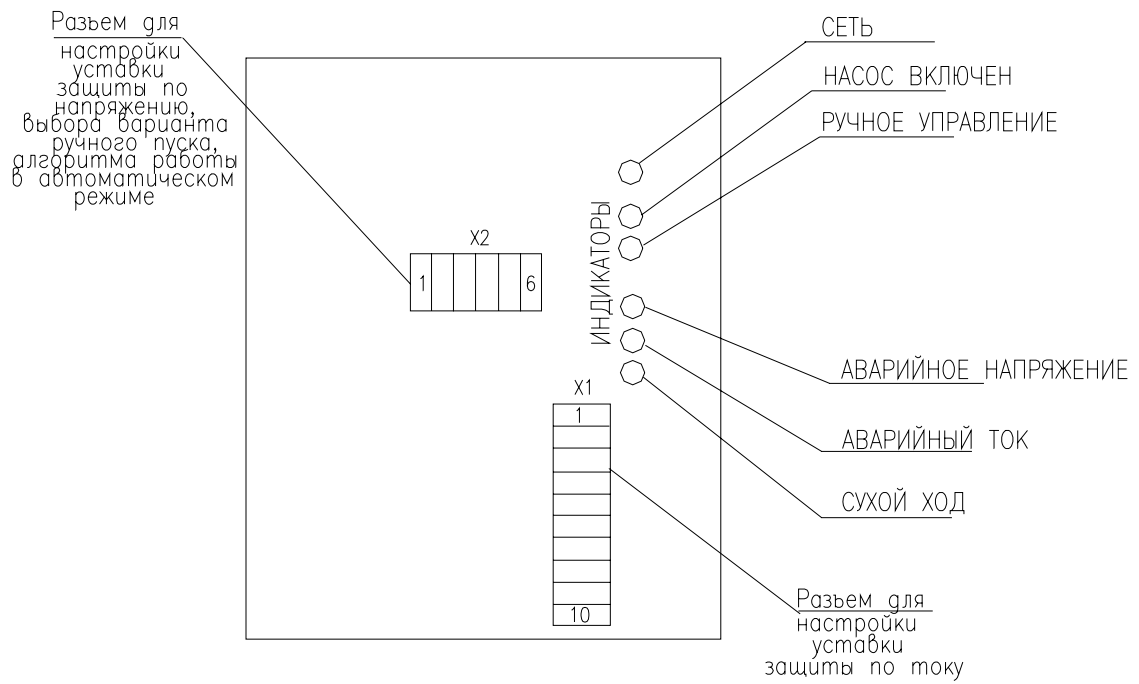 Разъем для
настройки
уставки
защиты по
напряжению,
выбора варианта
ручного пуска,
алгоритма работы
в автоматическом
режиме
СЕТЬ
НАСОС ВКЛЮЧЕН
РУЧНОЕ УПРАВЛЕНИЕ
ИНДИКАТОРЫ
X2
1
6
АВАРИЙНОЕ НАПРЯЖЕНИЕ
АВАРИЙНЫЙ ТОК
СУХОЙ ХОД
X1
1
10
Разъем для
настройки
уставки
защиты по току